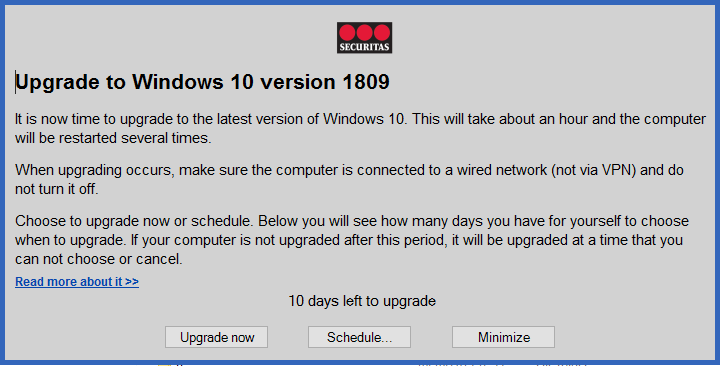 SECURITAS
Upgrade to Windows 10 version 1809
It is now time to upgrade to the latest version of Windows 10. This will take about an hour and the computer
will be restarted several times.
When upgrading occurs, make sure the computer is connected to a wired network (not via VPN) and do
not turn it off.
Choose to upgrade now or schedule. Below you will see how many days you have for yourself to choose
when to upgrade. If your computer is not upgraded after this period, it will be upgraded at a time that you
can not choose or cancel.
Read more about it >>
10 days left to upgrade
Upgrade now Schedule... Minimize